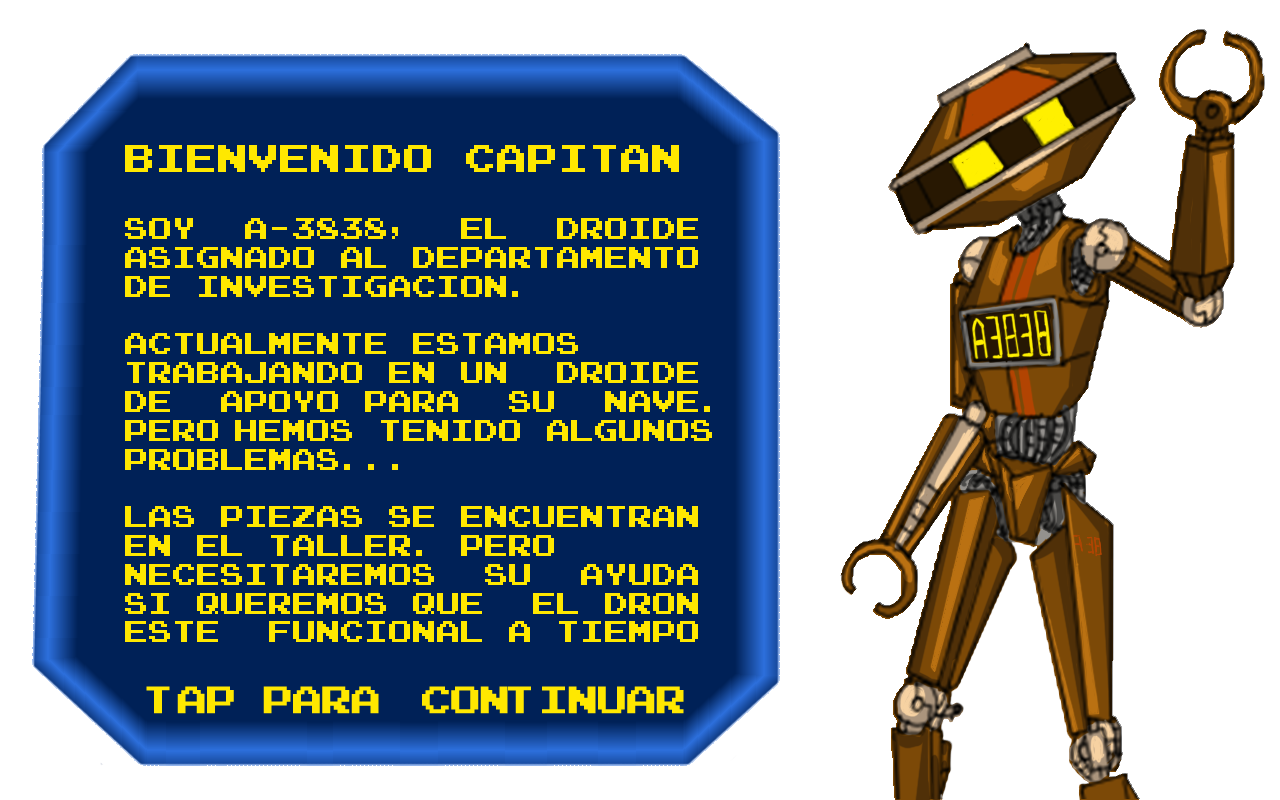 BIENVENIDO CAPITAN
SOY A-3838, EL DROIDE
ASIGNADO AL DEPARTAMENTO
DE INVESTIGACION.
ACTUALMENTE ESTAMOS
TRABAJANDO EN UN DROIDE
DE APOYO PARA SU NAVE.
PERO HEMOS TENIDO ALGUNOS
PROBLEMAS...
LAS PIEZAS SE ENCUENTRAN
EN EL TALLER. PERO
NECESITAREMOS SU AYUDA
SI QUEREMOS QUE EL DRON
ESTE FUNCIONAL A TIEMPO
TAP PARA CONTINUAR
A3838